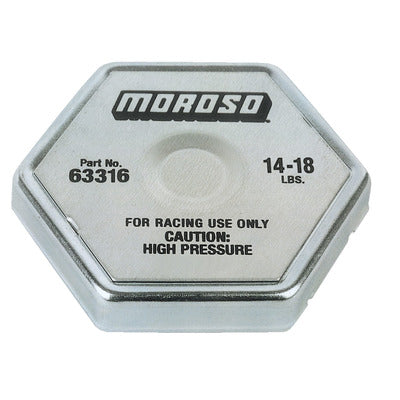 MOROSO
Part No.
63316
14-18
LBS.
FOR RACING USE ONLY
CAUTION:
HIGH PRESSURE